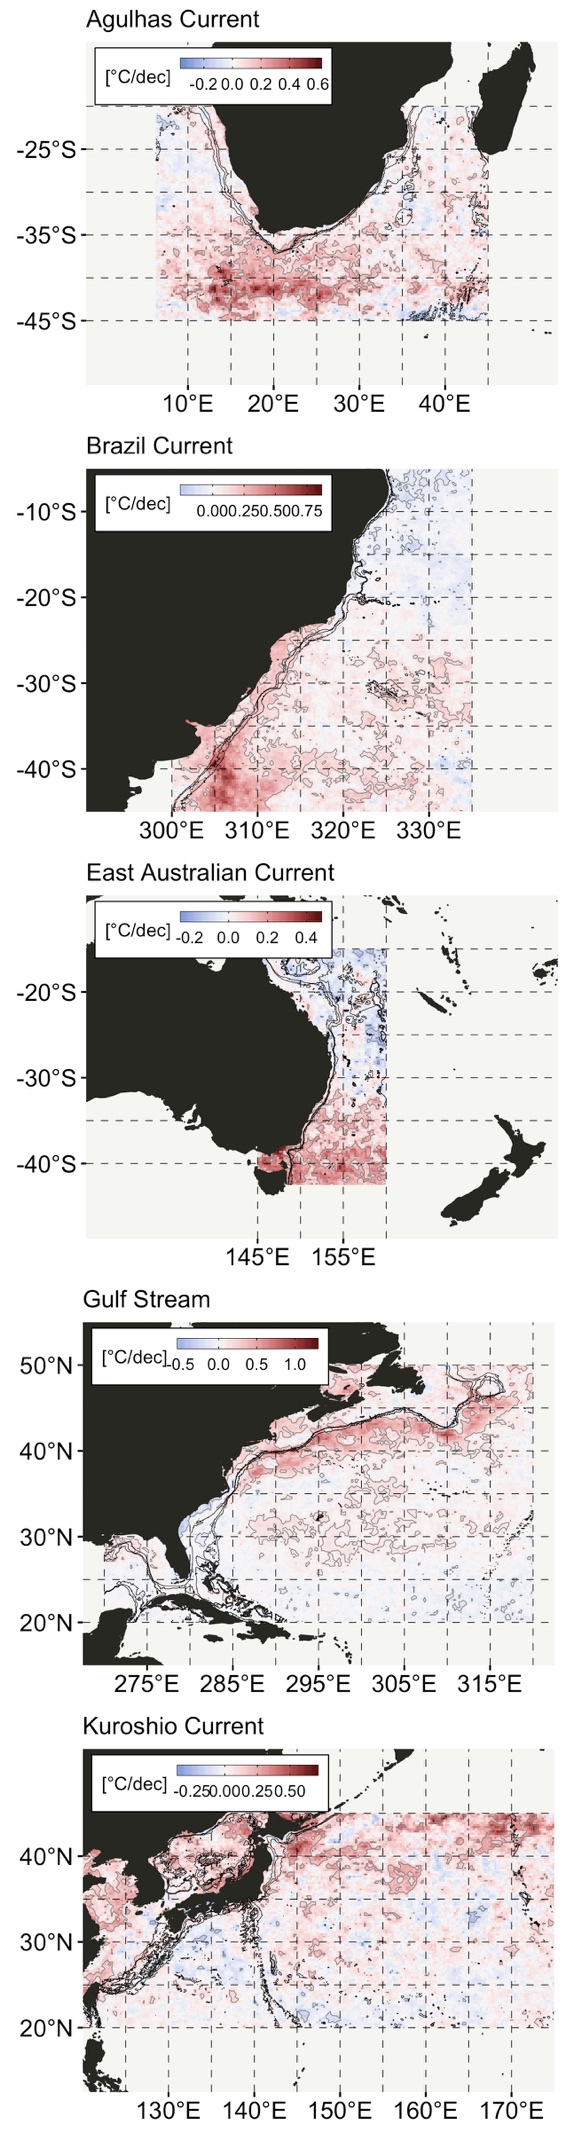 Agulhas Current
[°C/dec]
-0.2 0.0 0.2 0.4 0.6
-25°S
-35°S
-45°S
10°E 20°E 30°E 40°E
Brazil Current
[°C/dec]
0.000.250.500.75
-10°S
-20°S
-30°S
-40°S
300°E 310°E 320°E 330°E
East Australian Current
[°C/dec]
-0.2 0.0 0.2 0.4
-20°S
-30°S
-40°S
145°E 155°E
Gulf Stream
[°C/dec]
-0.5 0.0 0.5 1.0
50°N
40°N
30°N
20°N
275°E 285°E 295°E 305°E 315°E
Kuroshio Current
[°C/dec]
-0.250.000.250.50
40°N
30°N
20°N
130°E 140°E 150°E 160°E 170°E